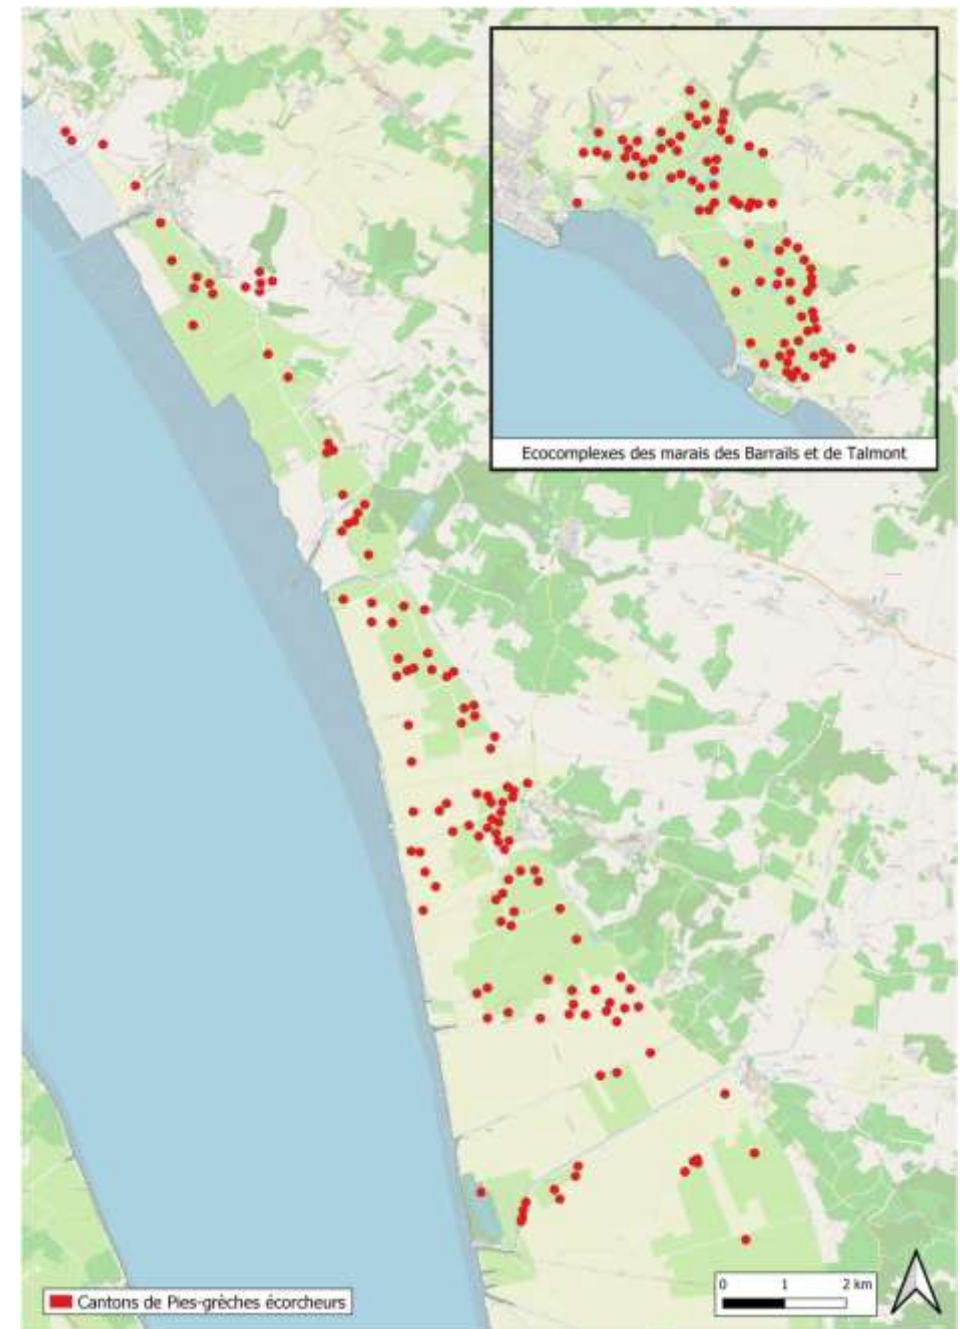 Ecocomplexes des marais des Barrails et de Talmont
Cantons de Pies-grèches écorcheurs
0 1 2 km